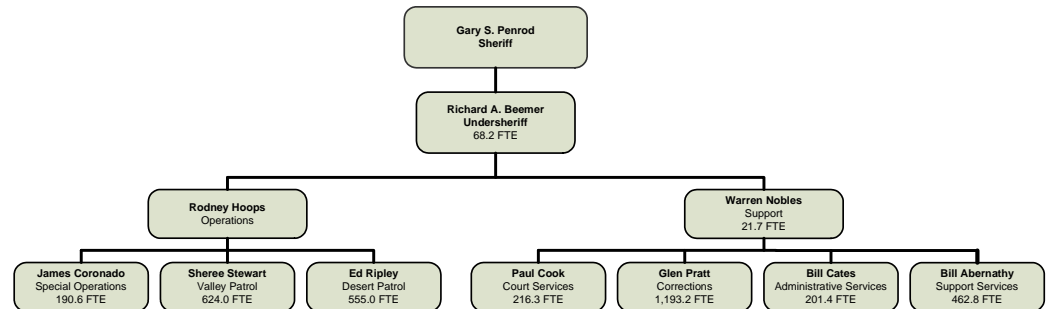 Gary S. Penrod
Sheriff
Richard A. Beemer
Undersheriff
68.2 FTE
Rodney Hoops
Operations
Warren Nobles
Support
21.7 FTE
James Coronado
Special Operations
190.6 FTE
Sheree Stewart
Valley Patrol
624.0 FTE
Ed Ripley
Desert Patrol
555.0 FTE
Paul Cook
Court Services
216.3 FTE
Glen Pratt
Corrections
1,193.2 FTE
Bill Cates
Administrative Services
201.4 FTE
Bill Abernathy
Support Services
462.8 FTE